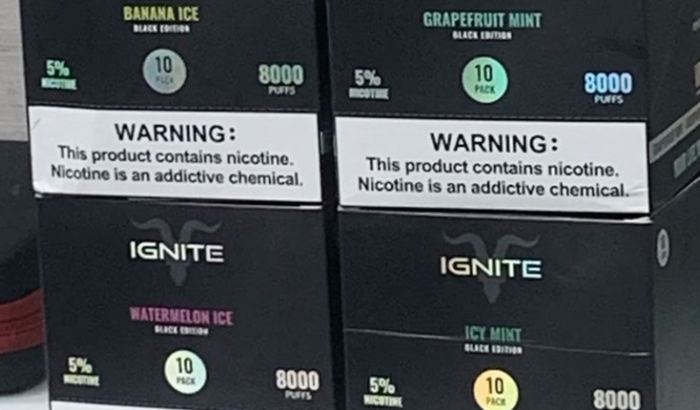 BANANA ICE
BLACK EDITION
5%
NICOTINE
10
PACK
8000
PUFFS
WARNING:
This product contains nicotine.
Nicotine is an addictive chemical.
GRAPEFRUIT MINT
BLACK EDITION
5%
NICOTINE
10
PACK
8000
PUFFS
WARNING:
This product contains nicotine.
Nicotine is an addictive chemical.
IGNITE
WATERMELON ICE
BLACK EDITION
5%
NICOTINE
10
PACK
8000
PUFFS
IGNITE
ICY MINT
BLACK EDITION
5%
NICOTINE
10
PACK
8000